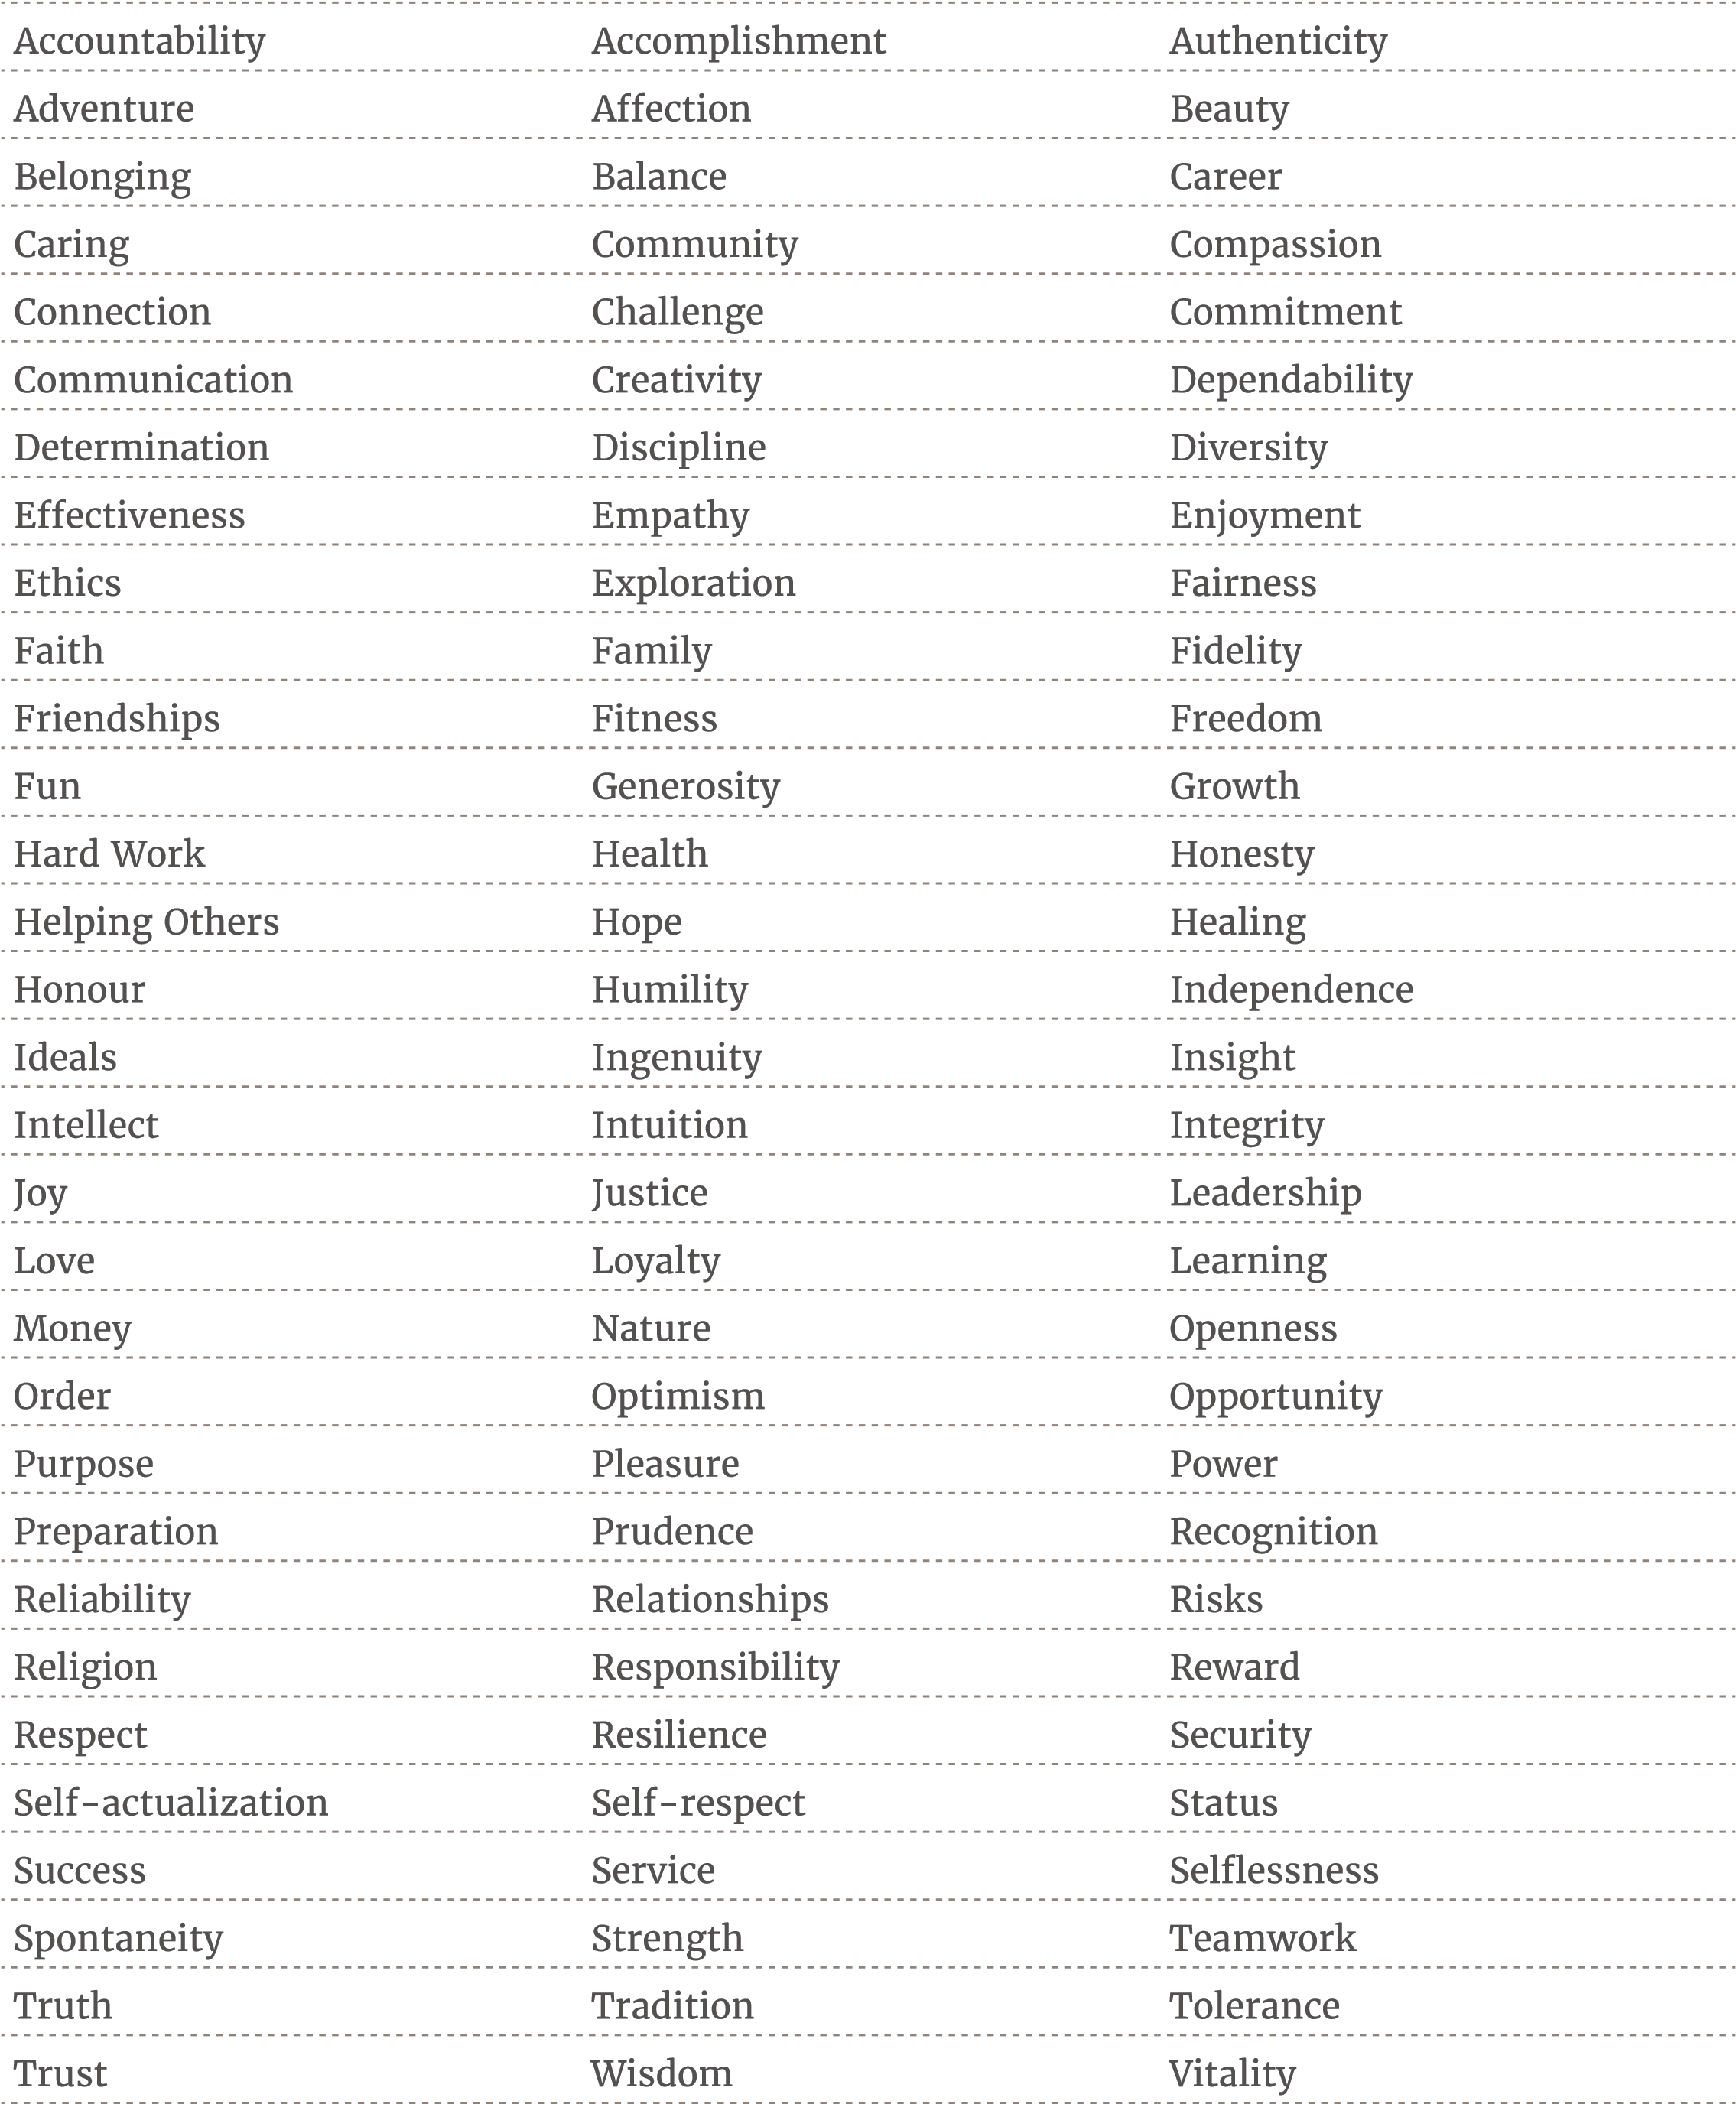 Accountability Accomplishment Authenticity
Adventure Affection Beauty
Belonging Balance Career
Caring Community Compassion
Connection Challenge Commitment
Communication Creativity Dependability
Determination Discipline Diversity
Effectiveness Empathy Enjoyment
Ethics Exploration Fairness
Faith Family Fidelity
Friendships Fitness Freedom
Fun Generosity Growth
Hard Work Health Honesty
Helping Others Hope Healing
Honour Humility Independence
Ideals Ingenuity Insight
Intellect Intuition Integrity
Joy Justice Leadership
Love Loyalty Learning
Money Nature Openness
Order Optimism Opportunity
Purpose Pleasure Power
Preparation Prudence Recognition
Reliability Relationships Risks
Religion Responsibility Reward
Respect Resilience Security
Self-actualization Self-respect Status
Success Service Selflessness
Spontaneity Strength Teamwork
Truth Tradition Tolerance
Trust Wisdom Vitality